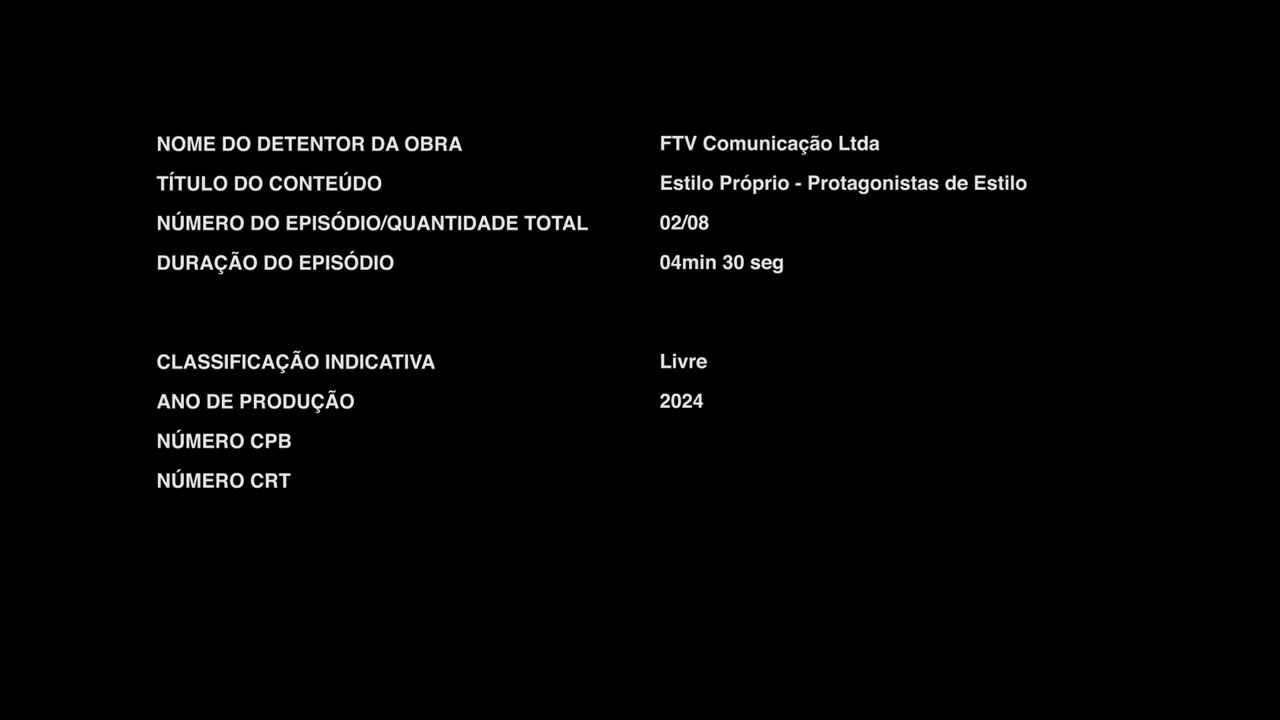 NOME DO DETENTOR DA OBRA FTV Comunicação Ltda
TÍTULO DO CONTEÚDO Estilo Próprio - Protagonistas de Estilo
NÚMERO DO EPISÓDIO/QUANTIDADE TOTAL 02/08
DURAÇÃO DO EPISÓDIO 04min 30 seg
CLASSIFICAÇÃO INDICATIVA Livre
ANO DE PRODUÇÃO 2024
NÚMERO CPB
NÚMERO CRT